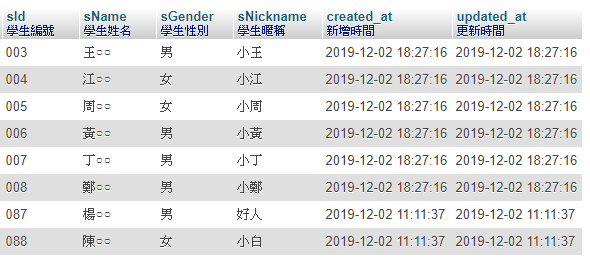 sId sName sGender sNickname created_at updated_at
學生編號 學生姓名 學生性別 學生暱稱 新增時間 更新時間
003 王○○ 男 小王 2019-12-02 18:27:16 2019-12-02 18:27:16
004 江○○ 女 小江 2019-12-02 18:27:16 2019-12-02 18:27:16
005 周○○ 女 小周 2019-12-02 18:27:16 2019-12-02 18:27:16
006 黃○○ 男 小黃 2019-12-02 18:27:16 2019-12-02 18:27:16
007 丁○○ 男 小丁 2019-12-02 18:27:16 2019-12-02 18:27:16
008 鄭○○ 男 小鄭 2019-12-02 18:27:16 2019-12-02 18:27:16
087 楊○○ 男 好人 2019-12-02 11:11:37 2019-12-02 11:11:37
088 陳○○ 女 小白 2019-12-02 11:11:37 2019-12-02 11:11:37